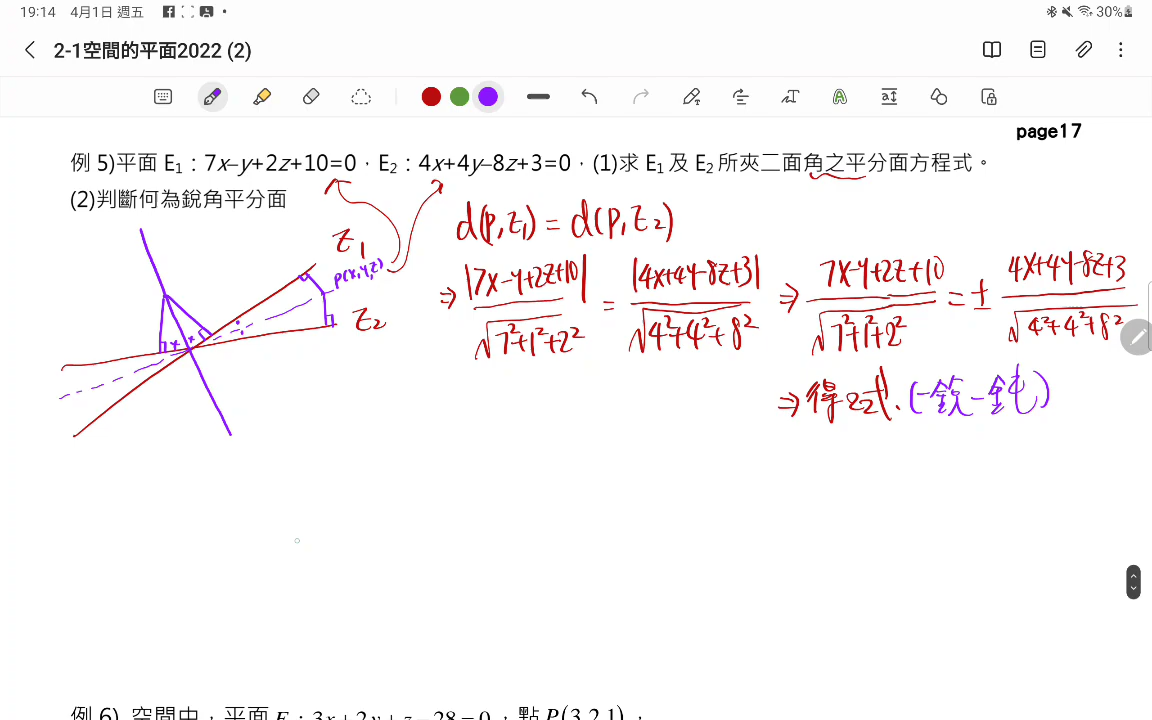 19:14 4月1日 週五 30%
2-1空間的平面2022 (2)
page17
例 5)平面 E₁：7x–y+2z+10=0，E₂：4x+4y–8z+3=0，(1)求 E₁ 及 E₂ 所夾二面角之平分面方程式。
(2)判斷何為銳角平分面
d(P,E₁) = d(P,E₂)
E₁
P(x,y,z)
E₂
⇒ |7x-y+2z+10| / √7²+1²+2² = |4x+4y-8z+3| / √4²+4²+8² ⇒ 7x-y+2z+10 / √7²+1²+2² = ± 4x+4y-8z+3 / √4²+4²+8²
x x
⇒ 得2式. (一銳一鈍)
例 6) 空間中，平面 E：3x+2y+z−28=0，點 P(3,2,1)，